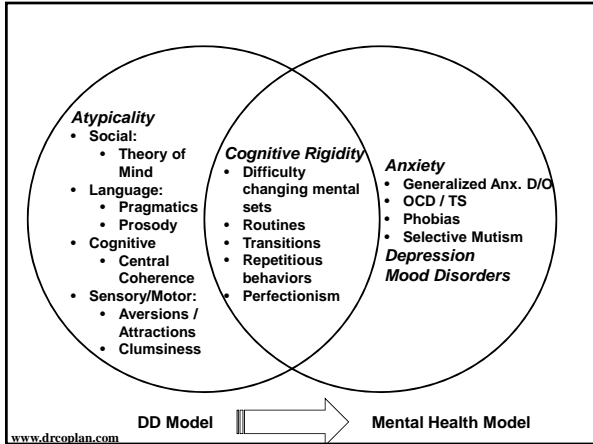 Atypicality
• Social:
• Theory of
Mind
• Language:
• Pragmatics
• Prosody
• Cognitive
• Central
Coherence
• Sensory/Motor:
• Aversions /
Attractions
• Clumsiness
Cognitive Rigidity
• Difficulty
changing mental
sets
• Routines
• Transitions
• Repetitious
behaviors
• Perfectionism
Anxiety
• Generalized Anx. D/O
• OCD / TS
• Phobias
• Selective Mutism
Depression
Mood Disorders
DD Model
Mental Health Model
www.drcoplan.com